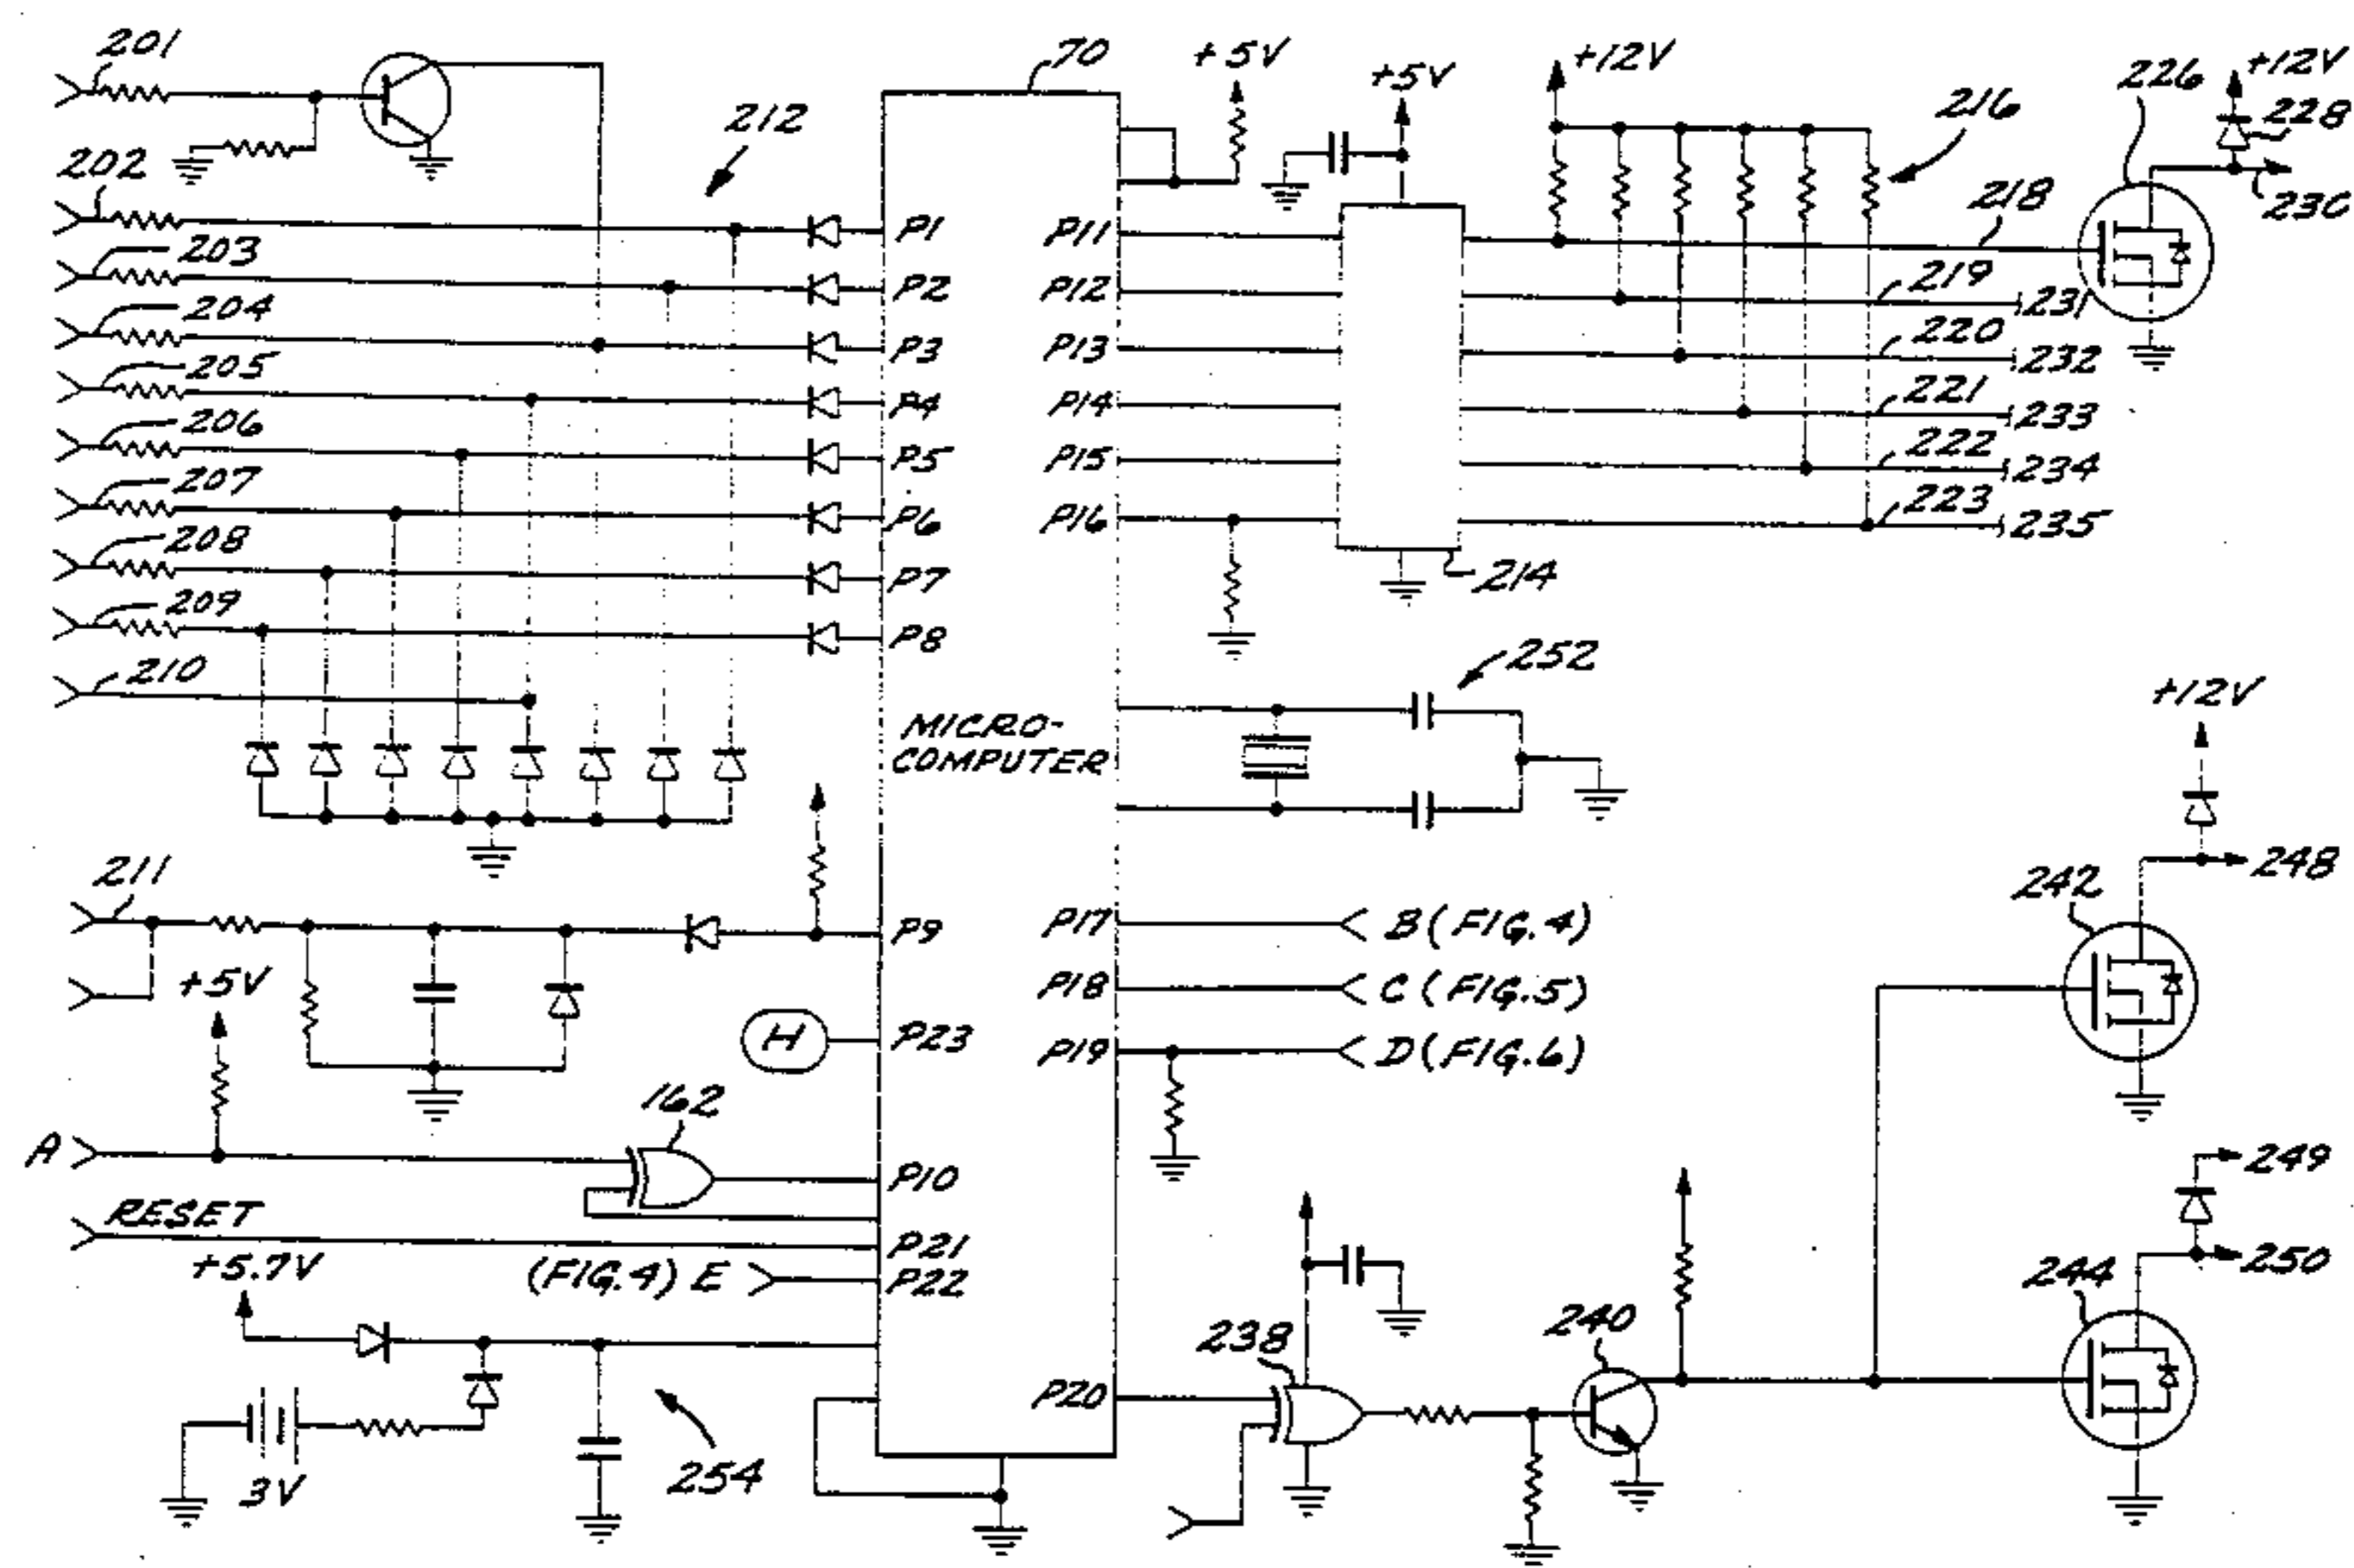 201
70
+5V
+5V
+12V
226
+12V
228
212
216
202
218
230
P1
P11
203
219
231
P2
P12
204
220
232
P3
P13
205
221
233
P4
P14
206
222
234
P5
P15
207
223
235
P6
P16
208
P7
214
209
P8
210
252
MICRO-
COMPUTER
+12V
211
248
242
P9
P17
B (FIG. 4)
+5V
P18
C (FIG. 5)
H
P23
P19
D (FIG. 6)
162
A
P10
249
RESET
P21
+5.7V
(FIG. 4) E
P22
250
244
238
240
P20
254
3V